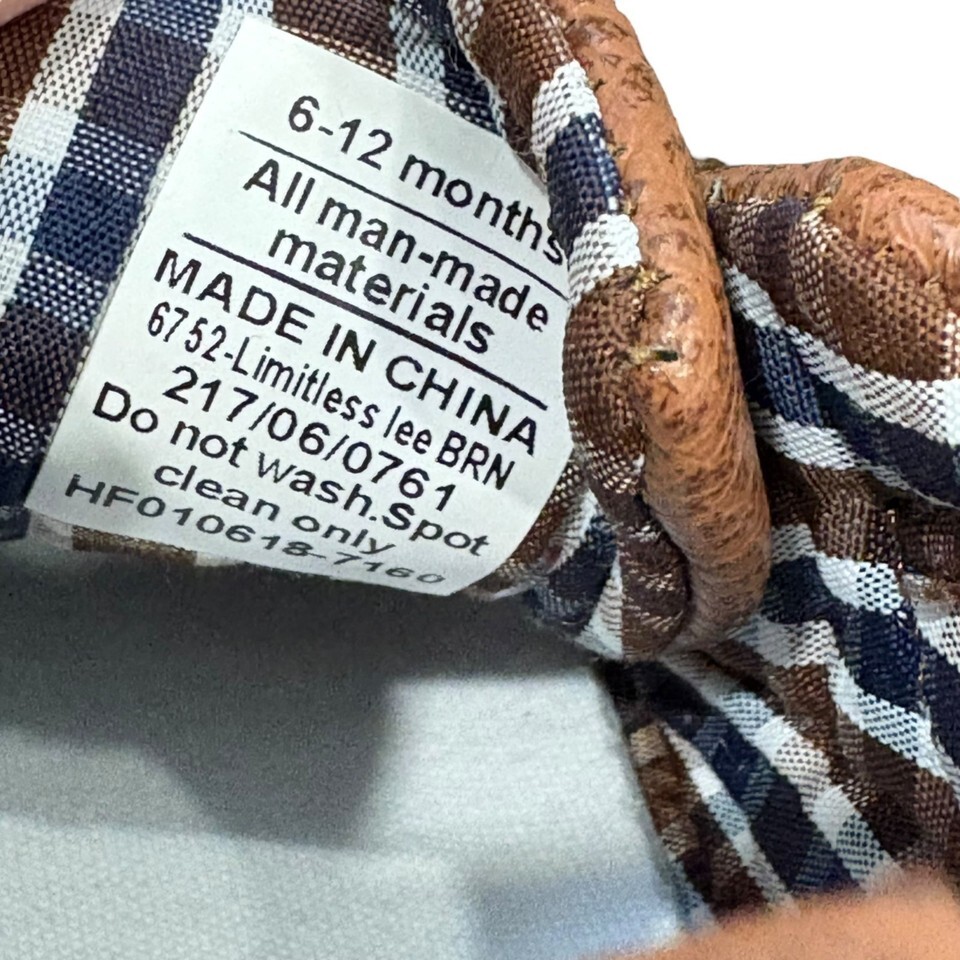 6-12 months
All man-made
materials
MADE IN CHINA
6752-Limitless lee BRN
217/06/0761
Do not wash.Spot
clean only
HF010618-7160